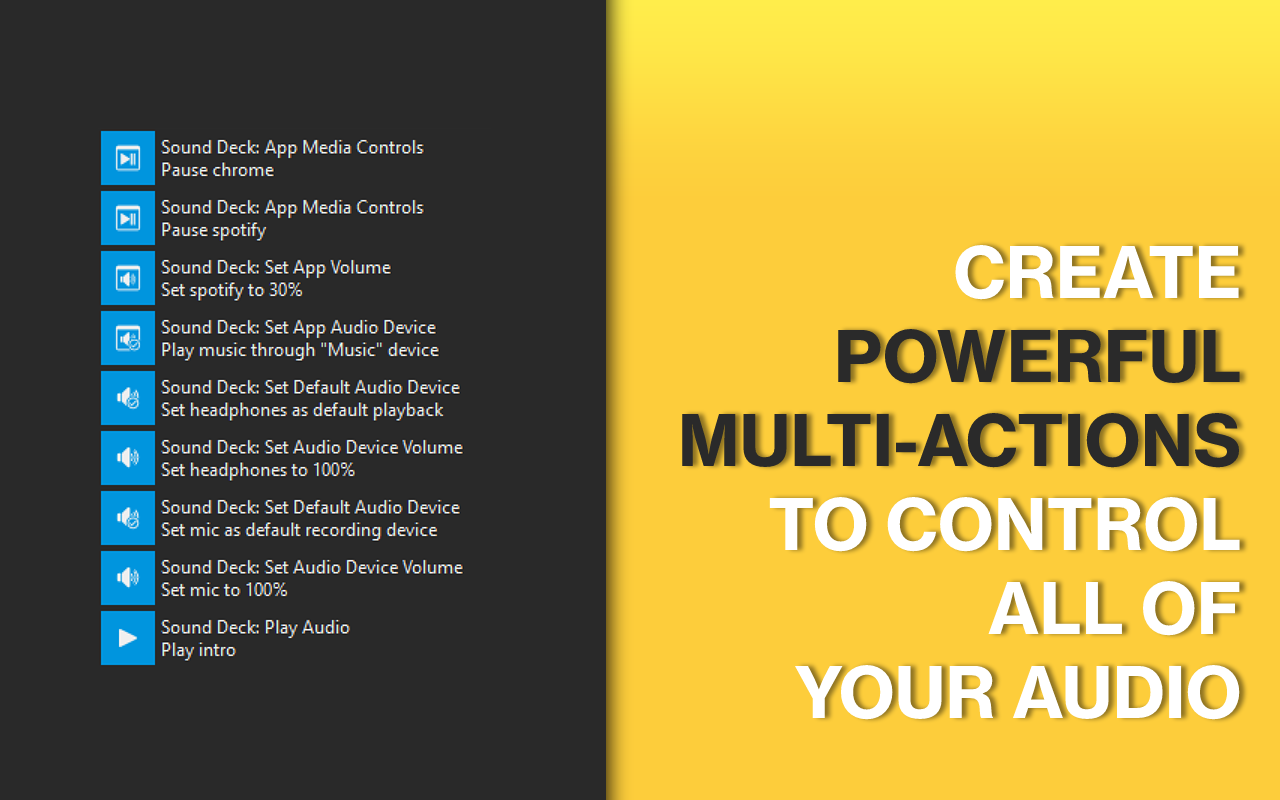 Sound Deck: App Media Controls
Pause chrome
Sound Deck: App Media Controls
Pause spotify
Sound Deck: Set App Volume
Set spotify to 30%
Sound Deck: Set App Audio Device
Play music through "Music" device
Sound Deck: Set Default Audio Device
Set headphones as default playback
Sound Deck: Set Audio Device Volume
Set headphones to 100%
Sound Deck: Set Default Audio Device
Set mic as default recording device
Sound Deck: Set Audio Device Volume
Set mic to 100%
Sound Deck: Play Audio
Play intro
CREATE
POWERFUL
MULTI-ACTIONS
TO CONTROL
ALL OF
YOUR AUDIO